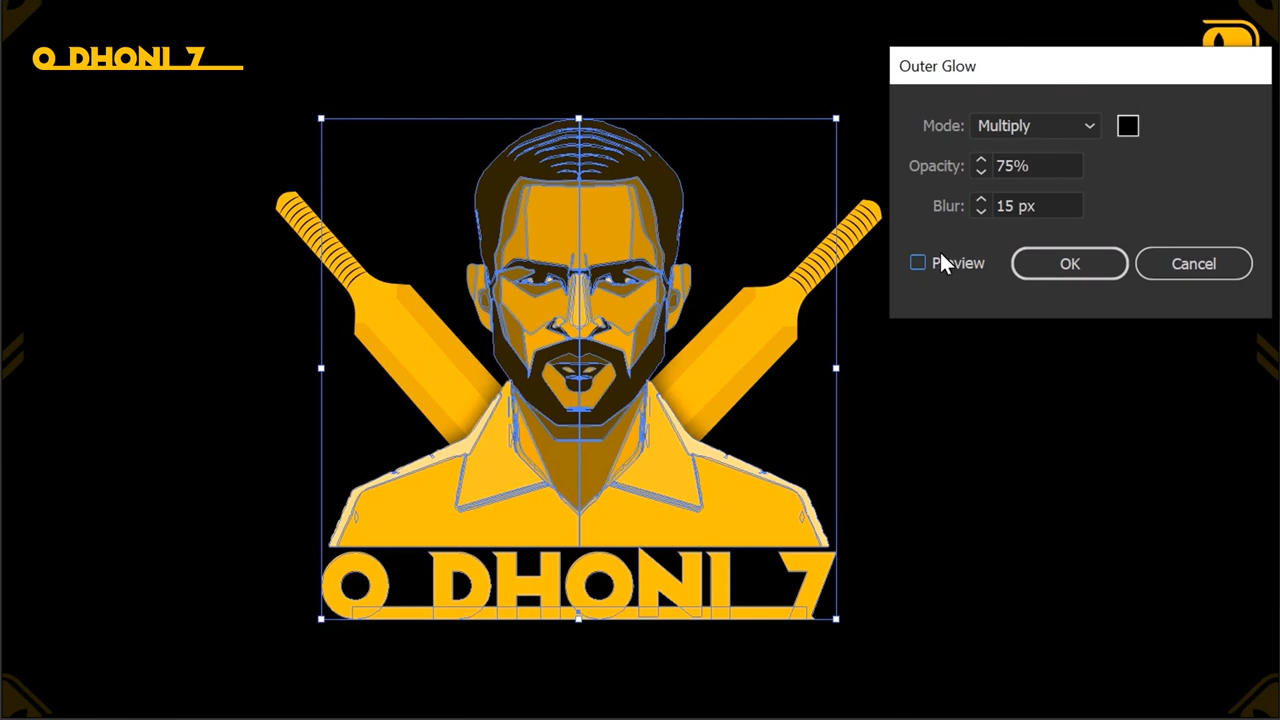 O DHONI 7
Outer Glow
Mode: Multiply
Opacity: 75%
Blur: 15 px
Preview
OK
Cancel
O DHONI 7